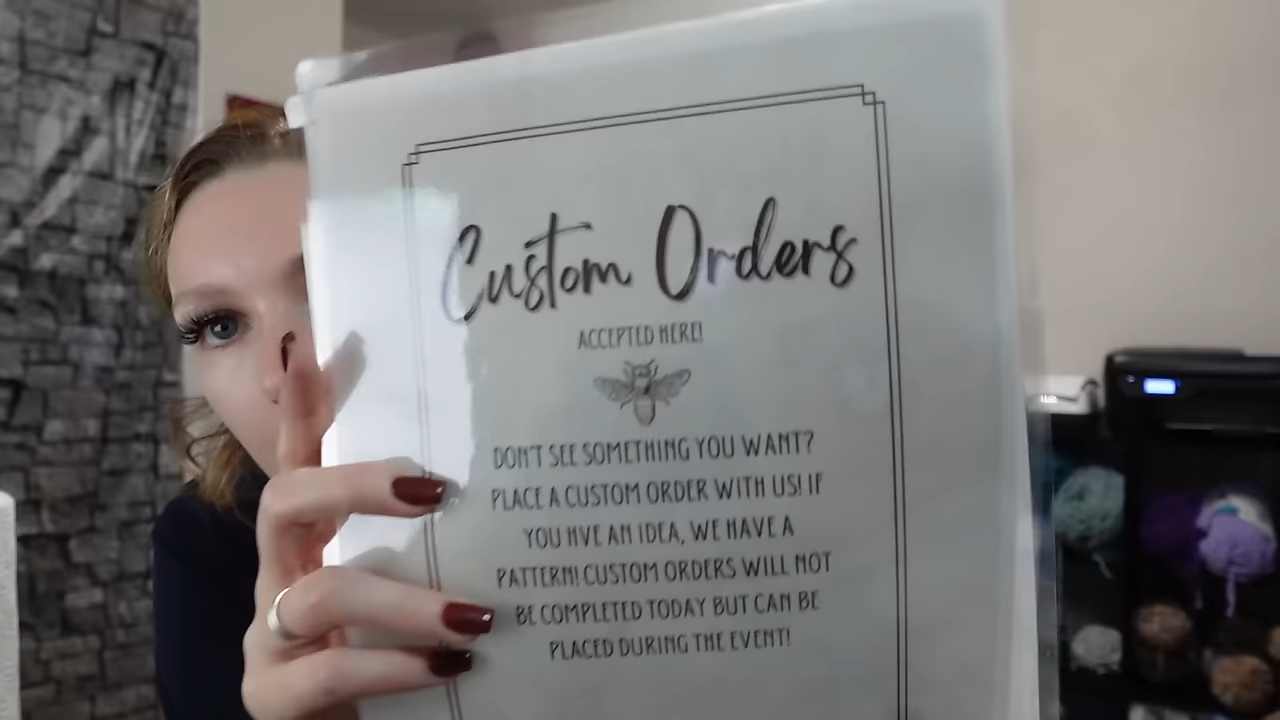 Custom Orders
ACCEPTED HERE!
DON'T SEE SOMETHING YOU WANT?
PLACE A CUSTOM ORDER WITH US! IF
YOU HVE AN IDEA, WE HAVE A
PATTERN! CUSTOM ORDERS WILL NOT
BE COMPLETED TODAY BUT CAN BE
PLACED DURING THE EVENT!